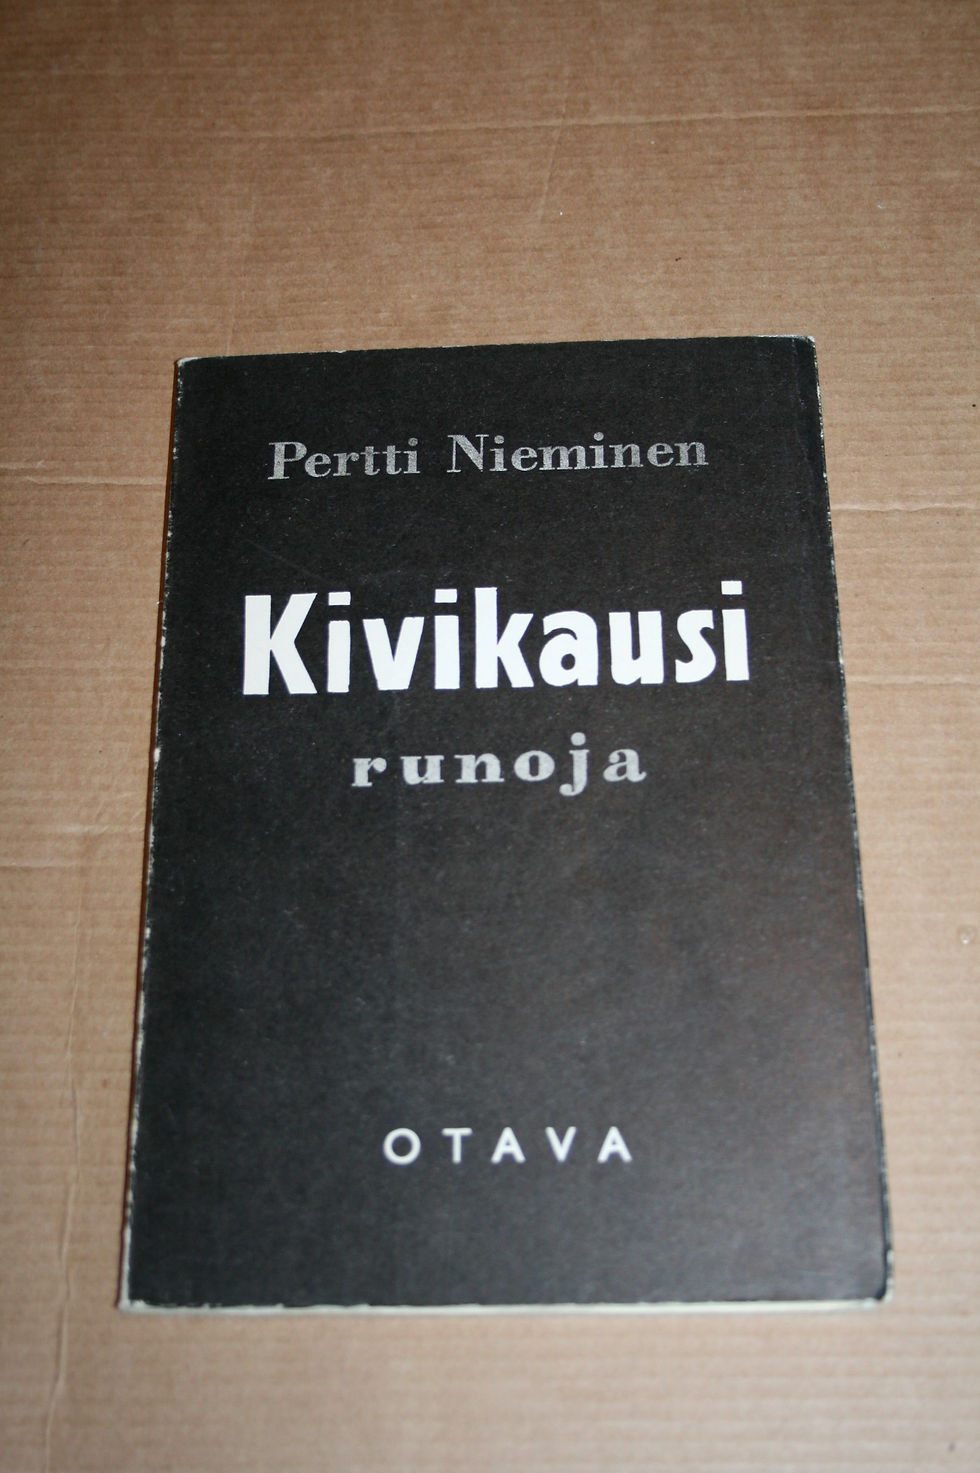 Pertti Nieminen
Kivikausi
runoja
OTAVA